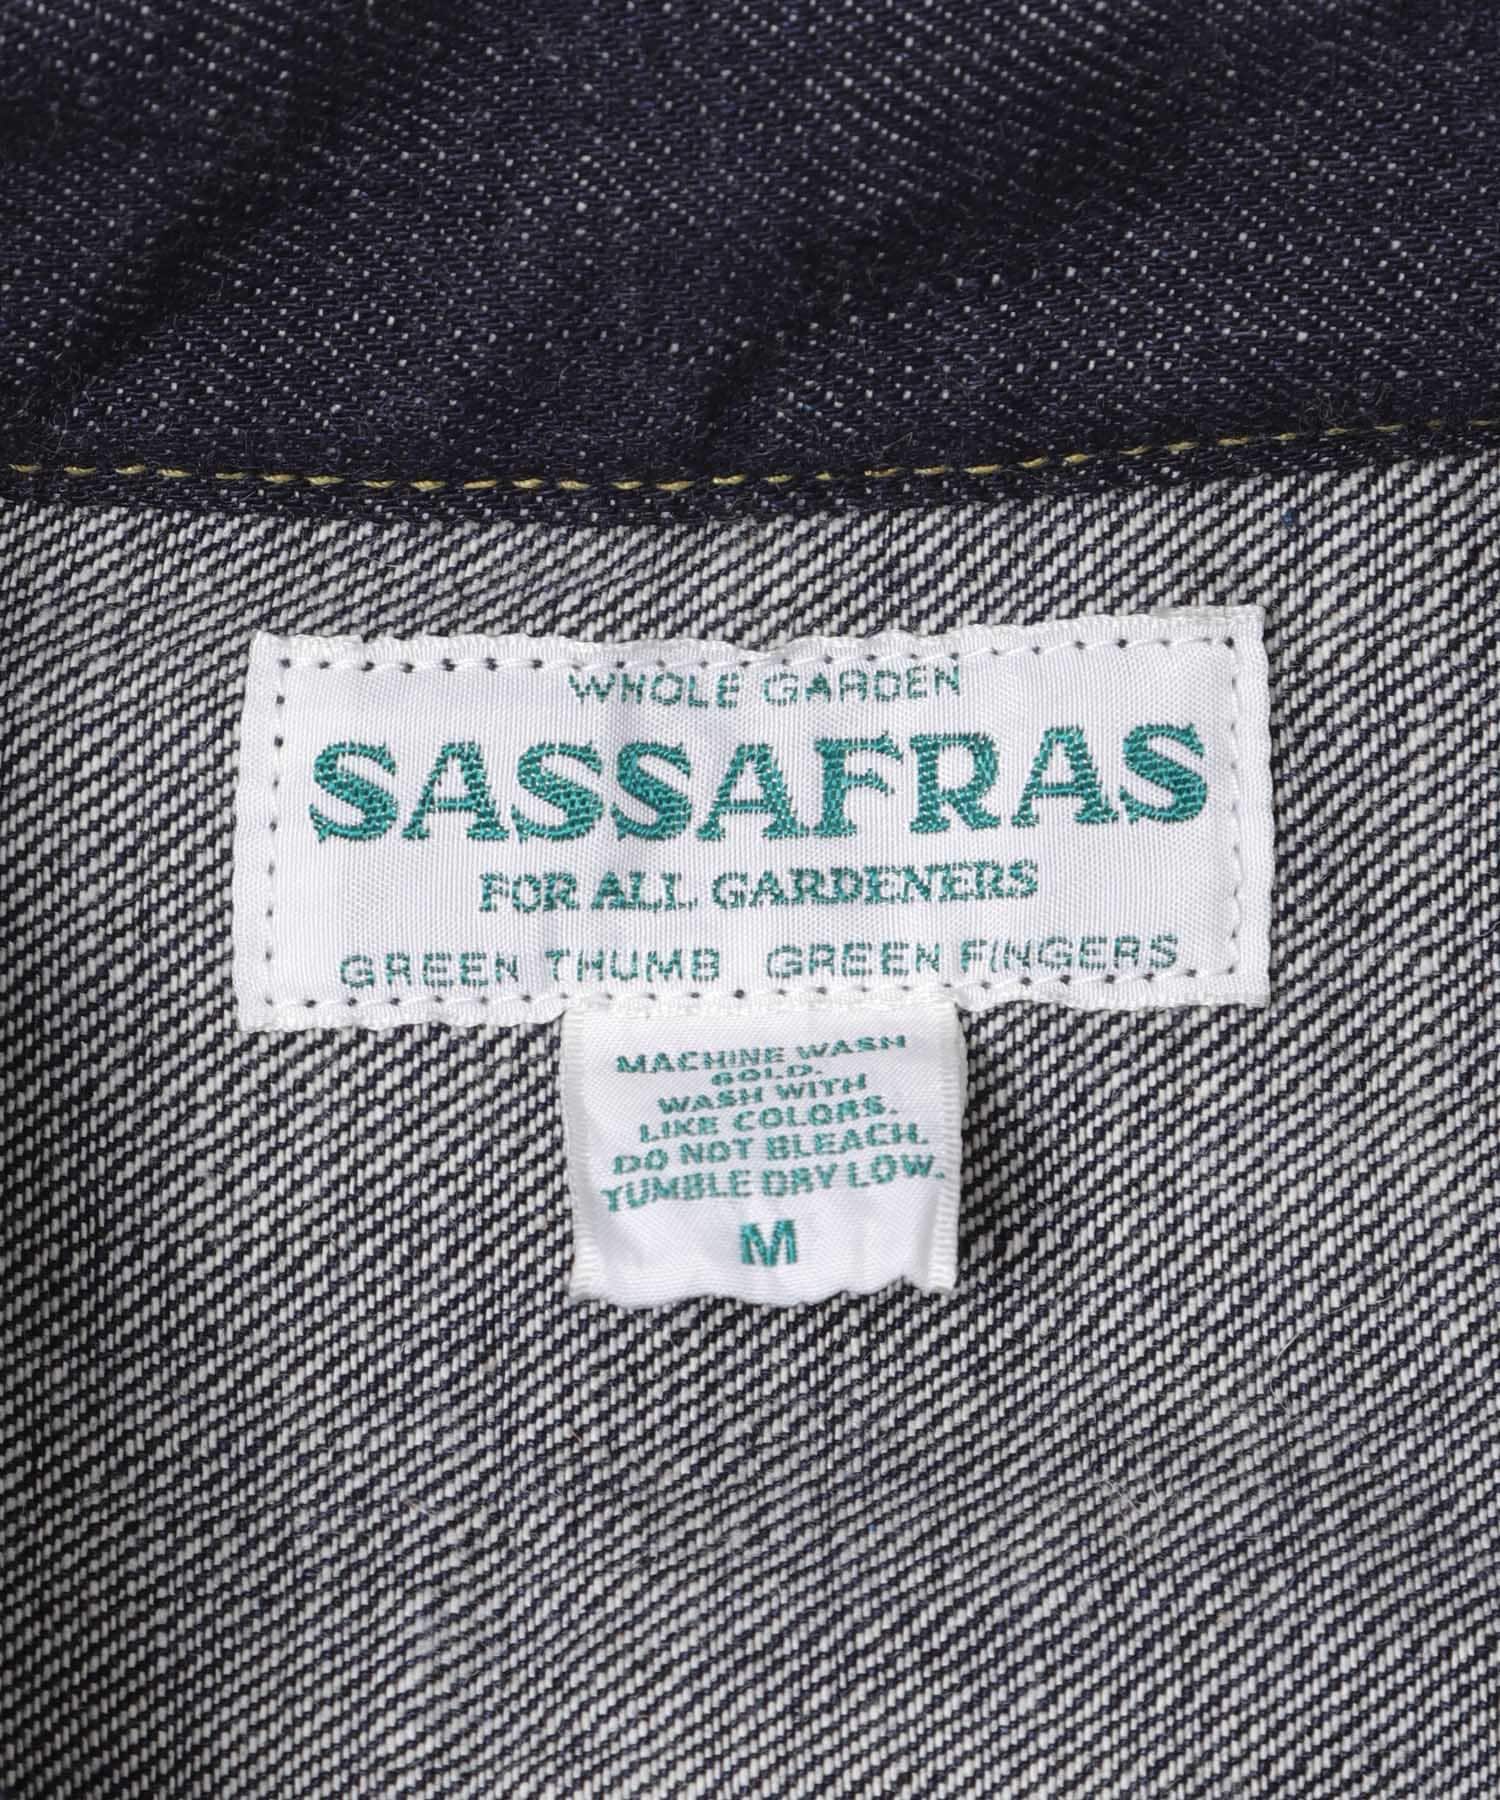 WHOLE GARDEN
SASSAFRAS
FOR ALL GARDENERS
GREEN THUMB GREEN FINGERS
MACHINE WASH
COLD.
WASH WITH
LIKE COLORS.
DO NOT BLEACH.
TUMBLE DRY LOW.
M